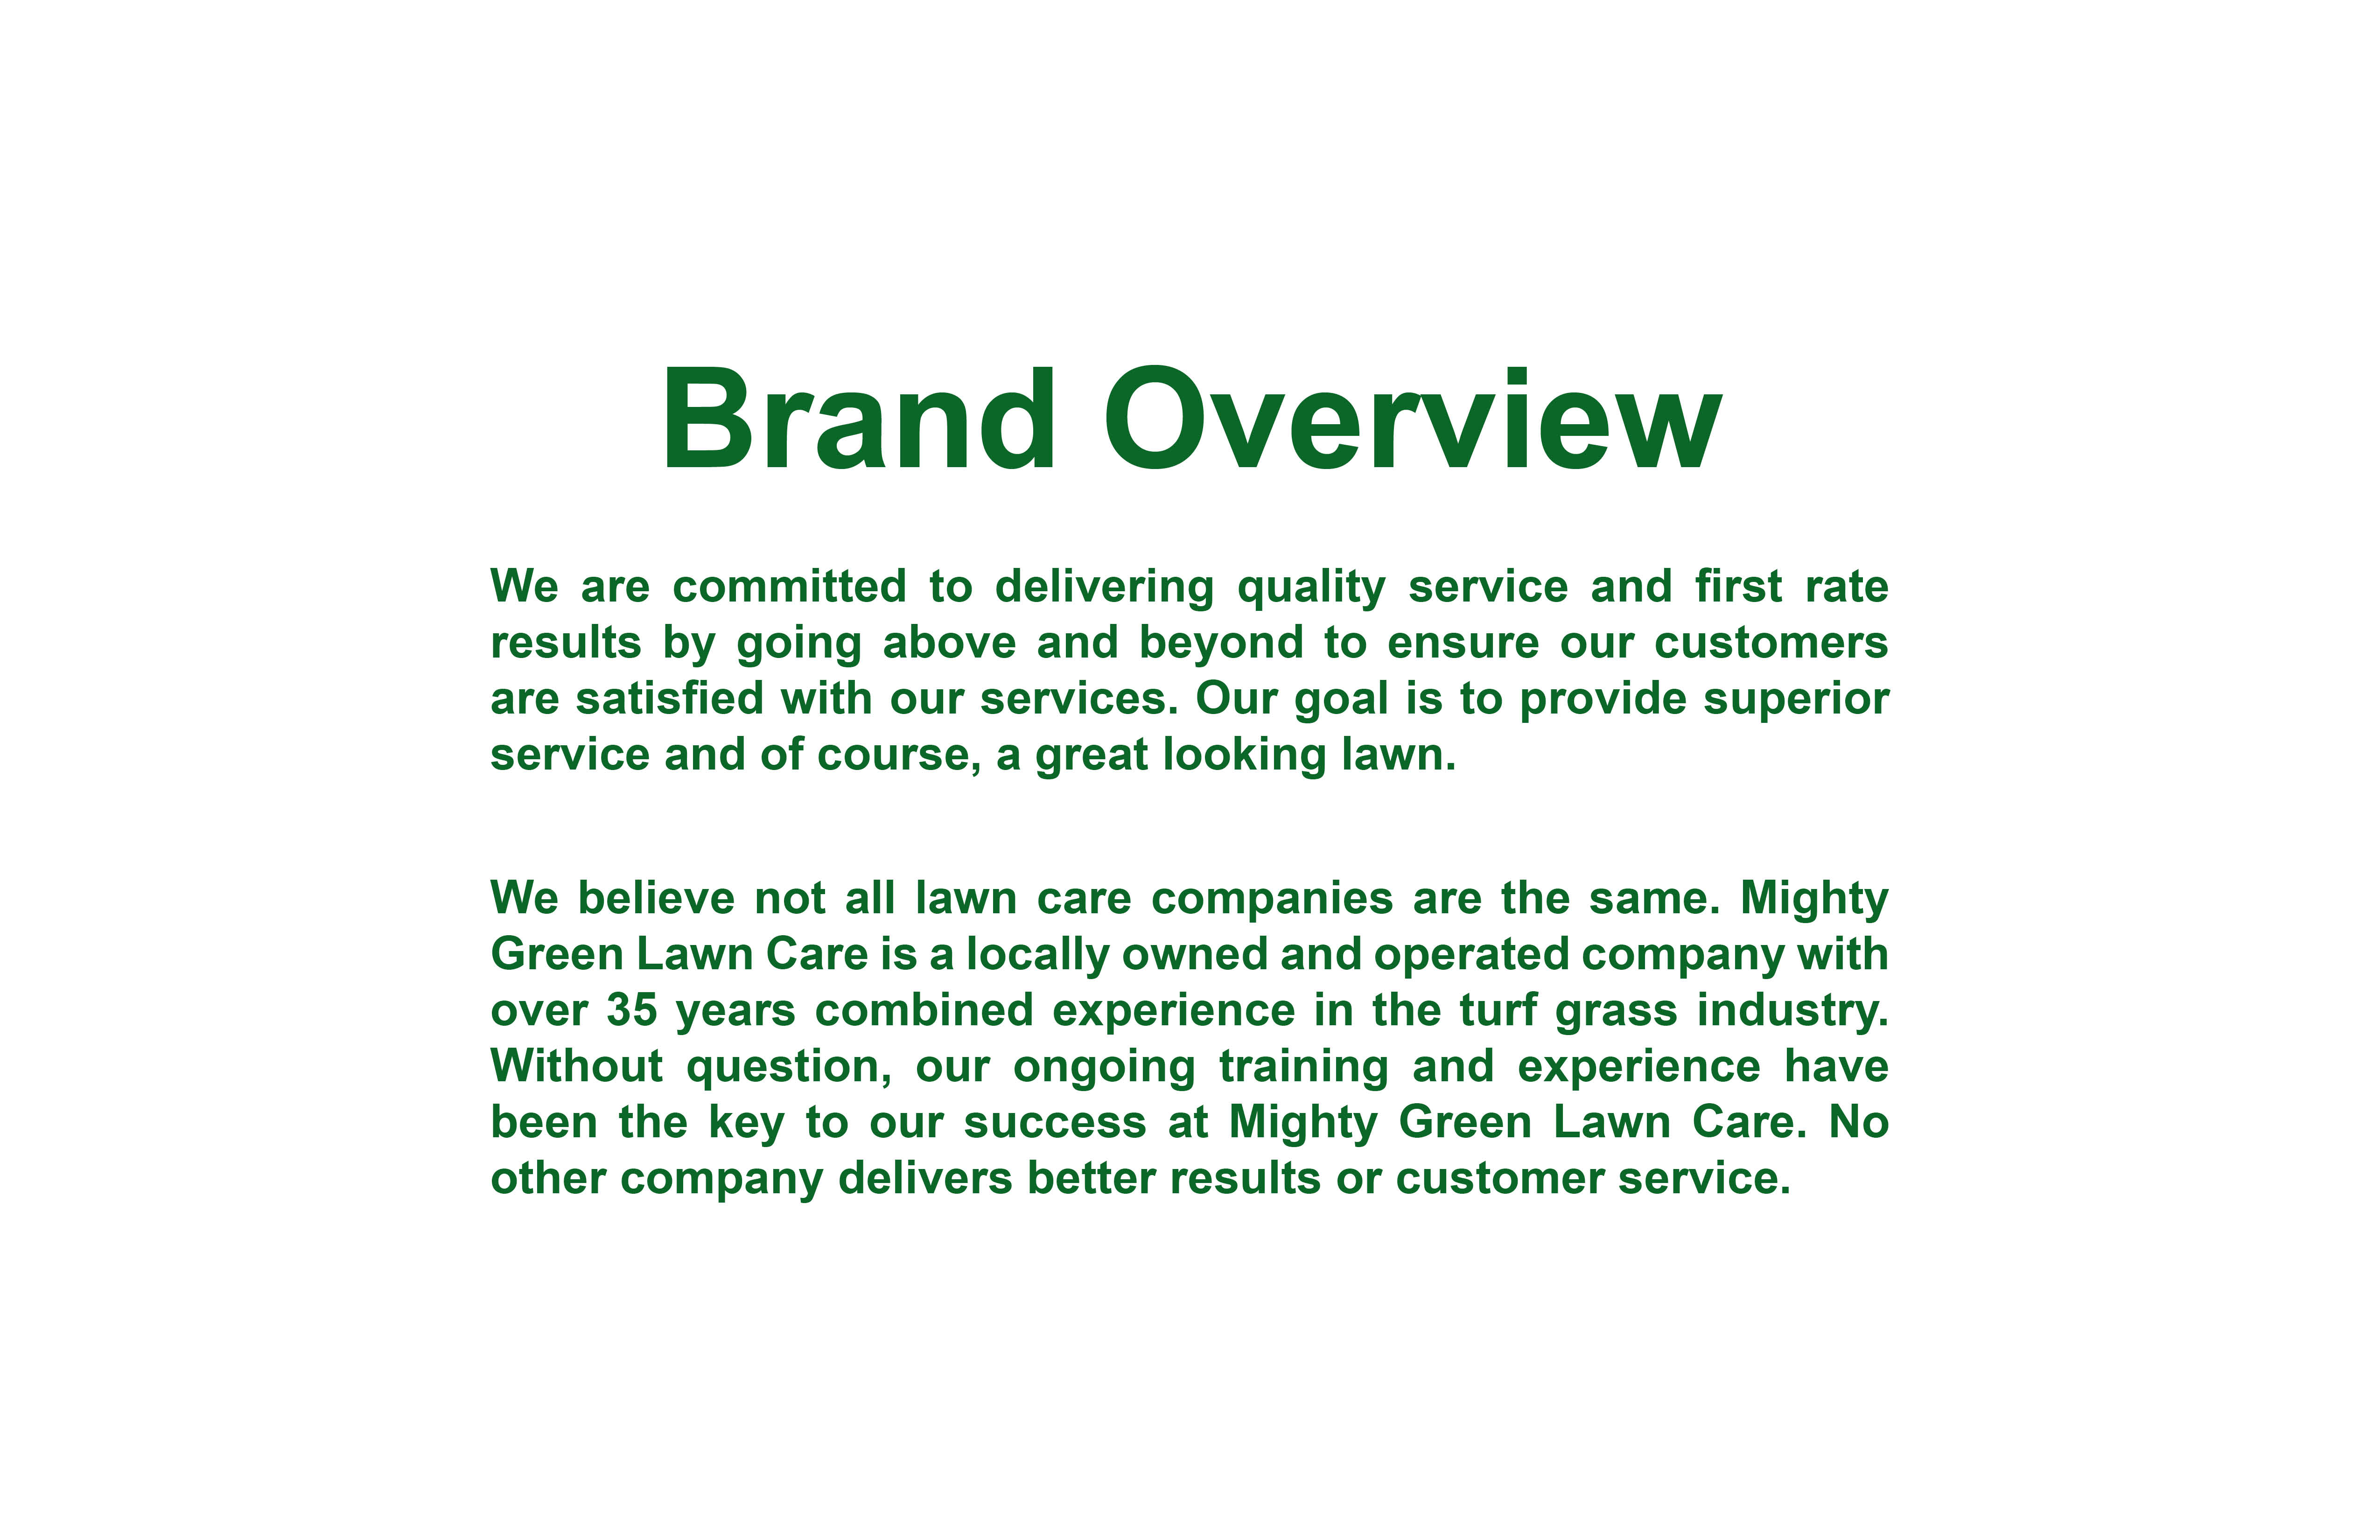 Brand Overview
We are committed to delivering quality service and first rate
results by going above and beyond to ensure our customers
are satisfied with our services. Our goal is to provide superior
service and of course, a great looking lawn.
We believe not all lawn care companies are the same. Mighty
Green Lawn Care is a locally owned and operated company with
over 35 years combined experience in the turf grass industry.
Without question, our ongoing training and experience have
been the key to our success at Mighty Green Lawn Care. No
other company delivers better results or customer service.